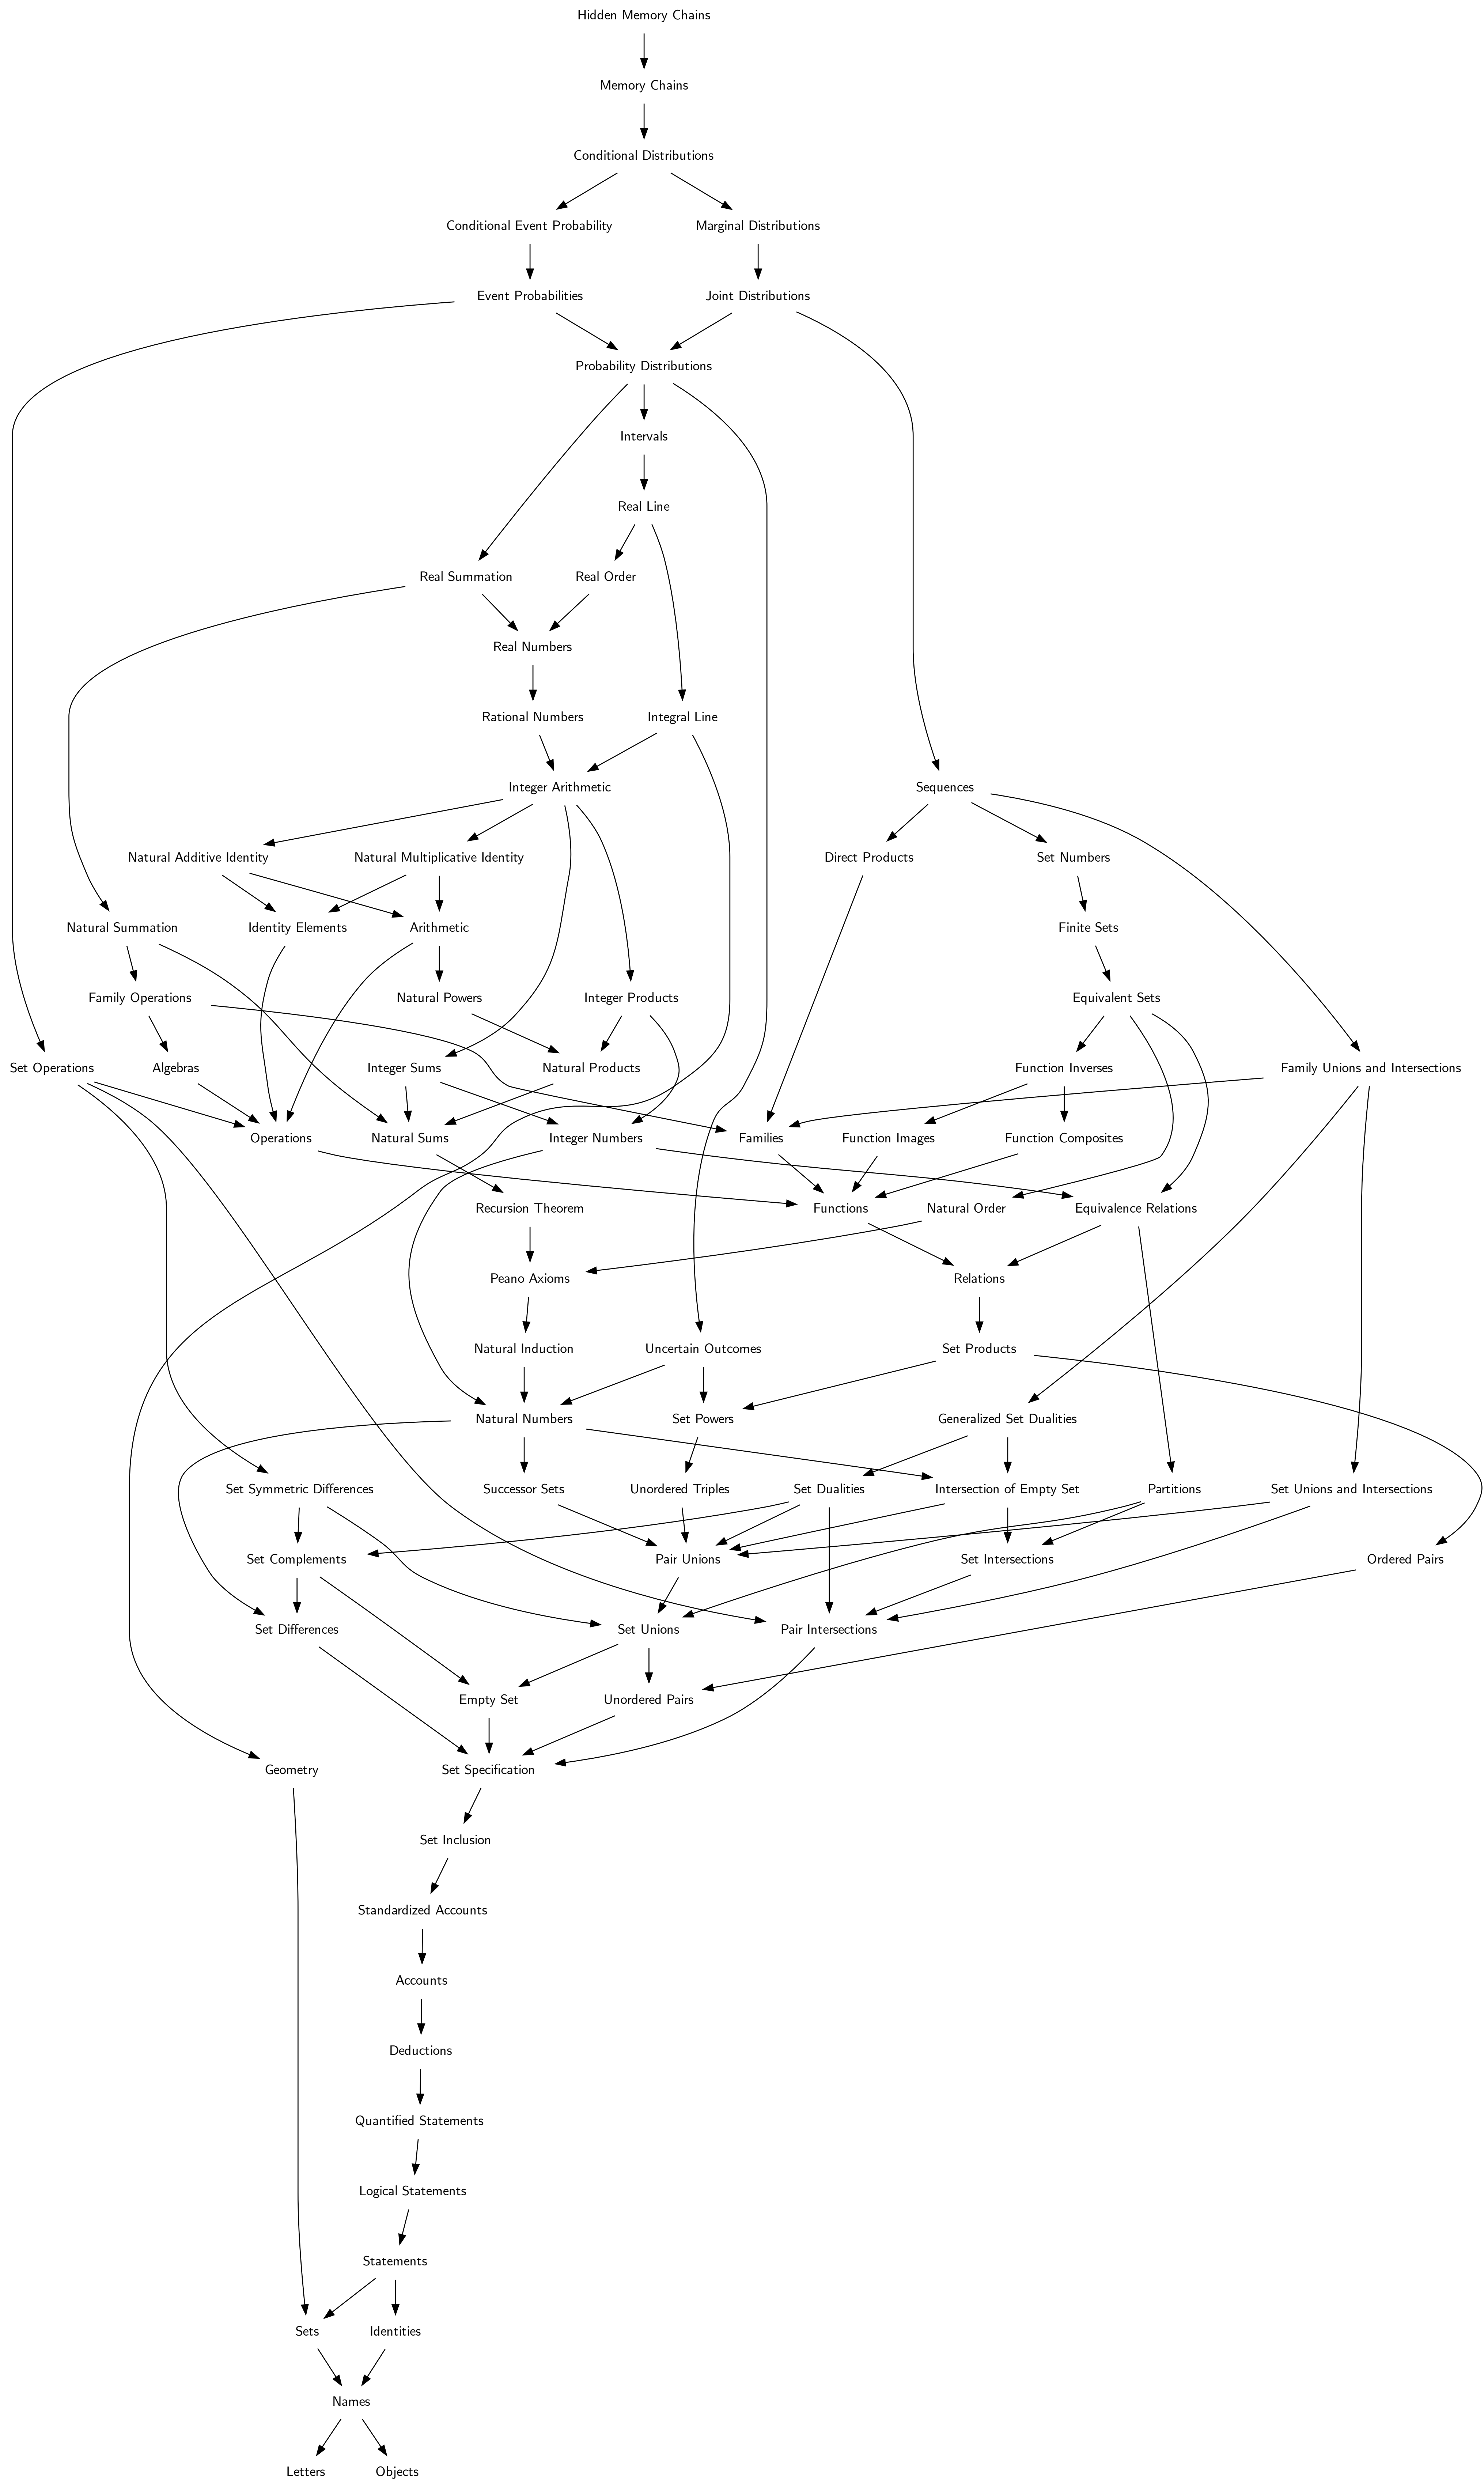 Hidden Memory Chains
Memory Chains
Conditional Distributions
Conditional Event Probability
Marginal Distributions
Event Probabilities
Joint Distributions
Probability Distributions
Intervals
Real Line
Real Summation
Real Order
Real Numbers
Rational Numbers
Integral Line
Integer Arithmetic
Sequences
Natural Additive Identity
Natural Multiplicative Identity
Direct Products
Set Numbers
Natural Summation
Identity Elements
Arithmetic
Finite Sets
Family Operations
Natural Powers
Integer Products
Equivalent Sets
Set Operations
Algebras
Integer Sums
Natural Products
Function Inverses
Family Unions and Intersections
Operations
Natural Sums
Integer Numbers
Families
Function Images
Function Composites
Recursion Theorem
Functions
Natural Order
Equivalence Relations
Peano Axioms
Relations
Natural Induction
Uncertain Outcomes
Set Products
Natural Numbers
Set Powers
Generalized Set Dualities
Set Symmetric Differences
Successor Sets
Unordered Triples
Set Dualities
Intersection of Empty Set
Partitions
Set Unions and Intersections
Set Complements
Pair Unions
Set Intersections
Ordered Pairs
Set Differences
Set Unions
Pair Intersections
Empty Set
Unordered Pairs
Geometry
Set Specification
Set Inclusion
Standardized Accounts
Accounts
Deductions
Quantified Statements
Logical Statements
Statements
Sets
Identities
Names
Letters
Objects